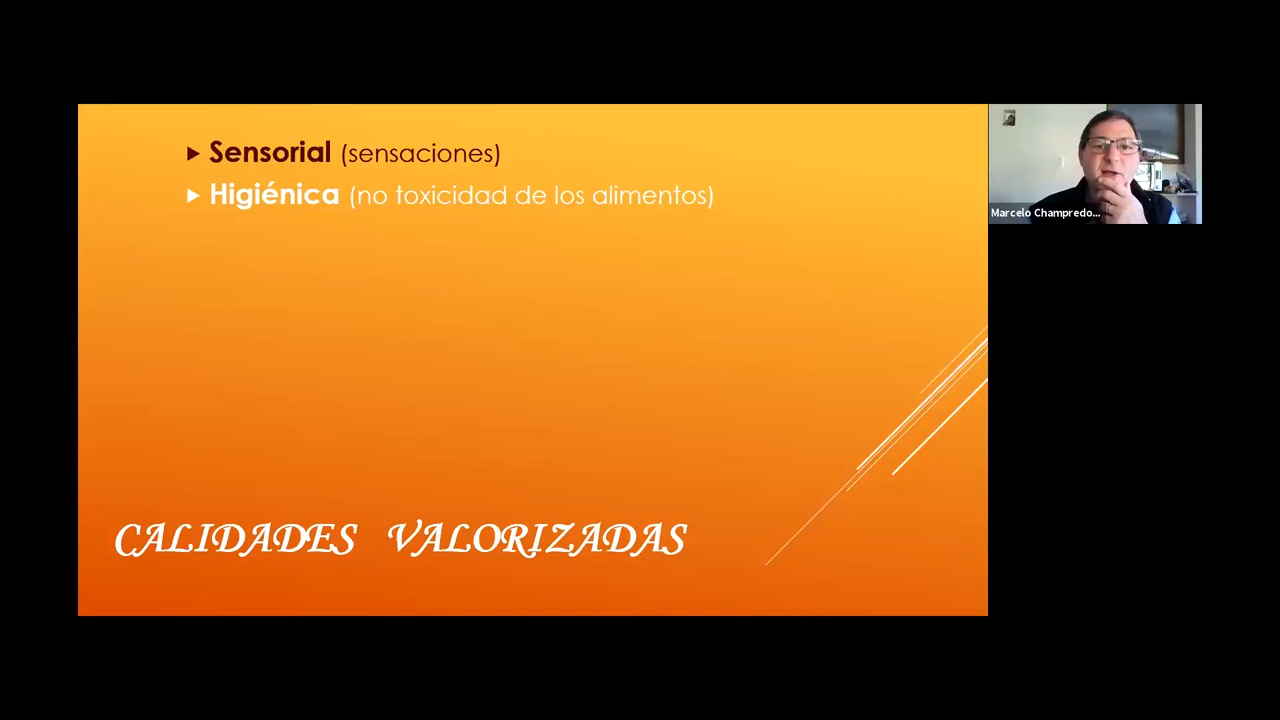 Sensorial (sensaciones)
Higiénica (no toxicidad de los alimentos)
CALIDADES VALORIZADAS
Marcelo Champredo...